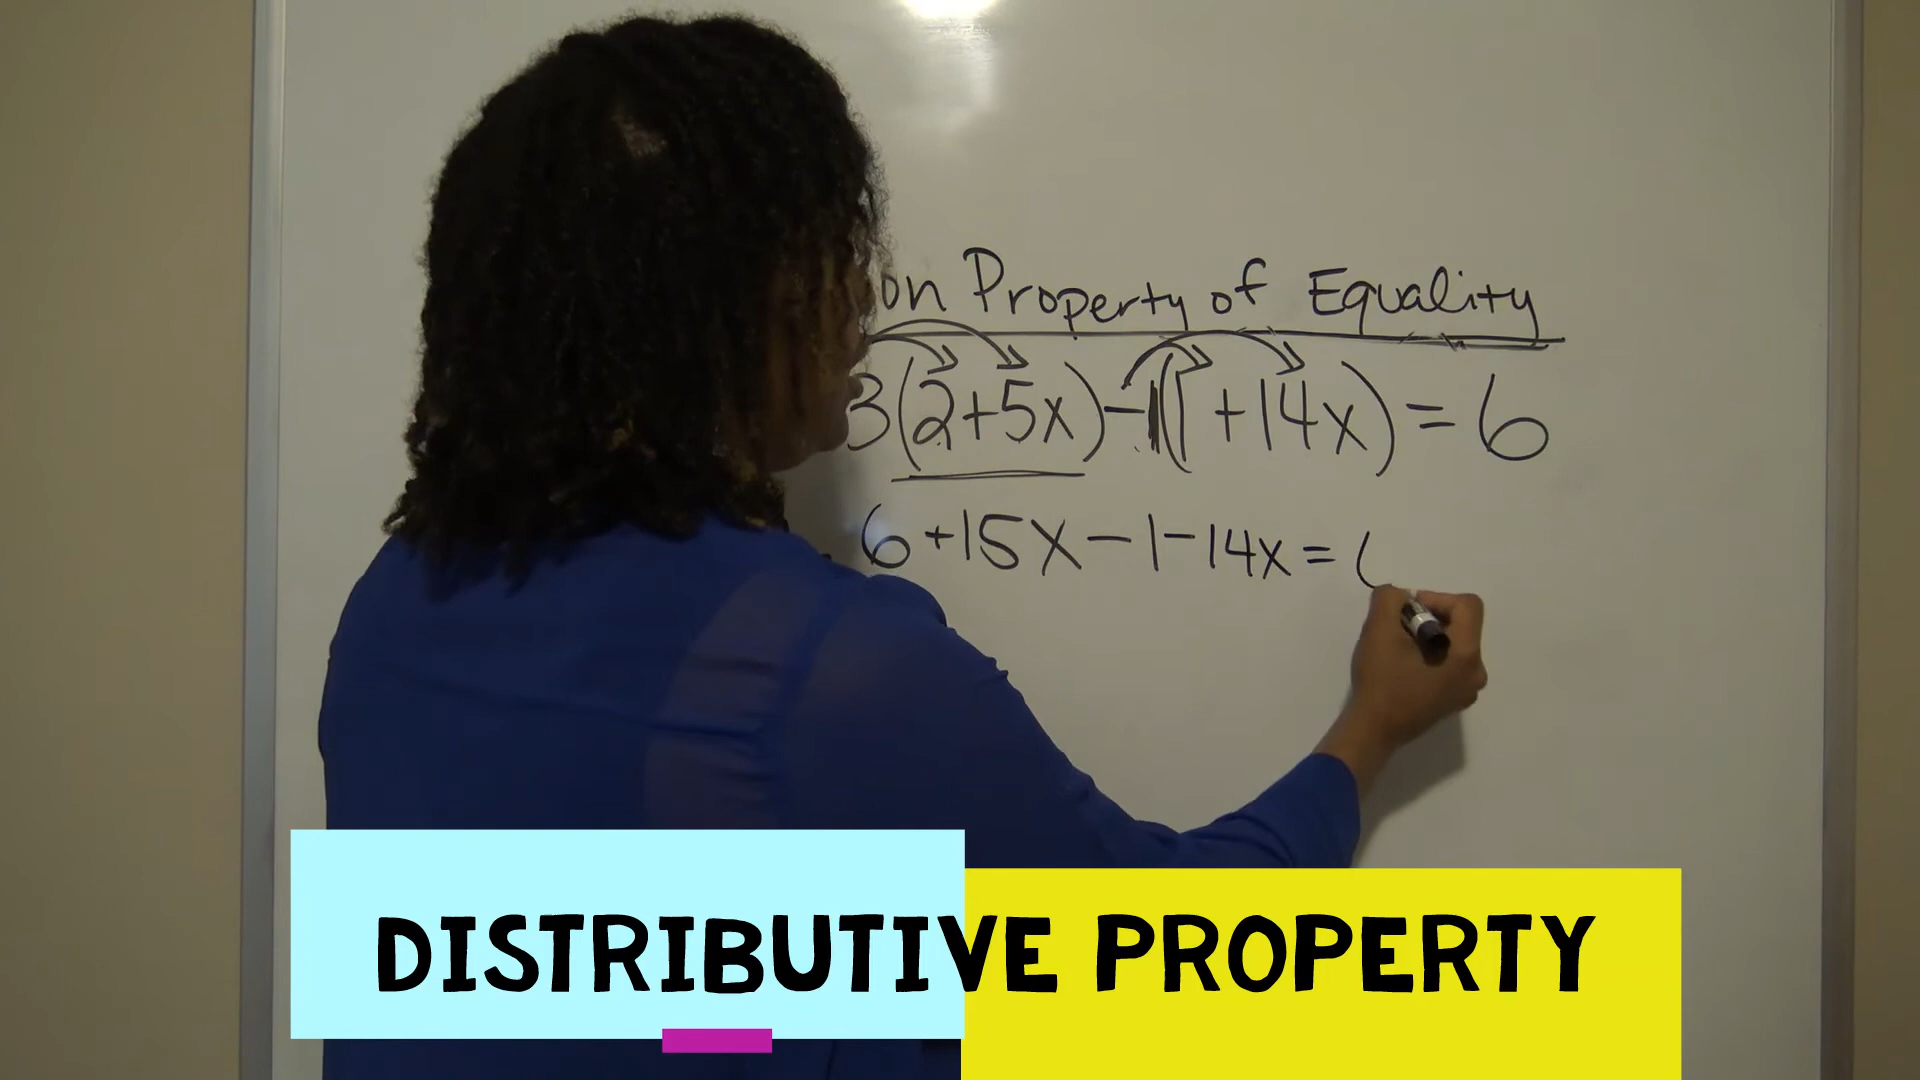 on Property of Equality
3(2+5x)-1(1+14x)=6
6+15x-1-14x=
DISTRIBUTIVE PROPERTY